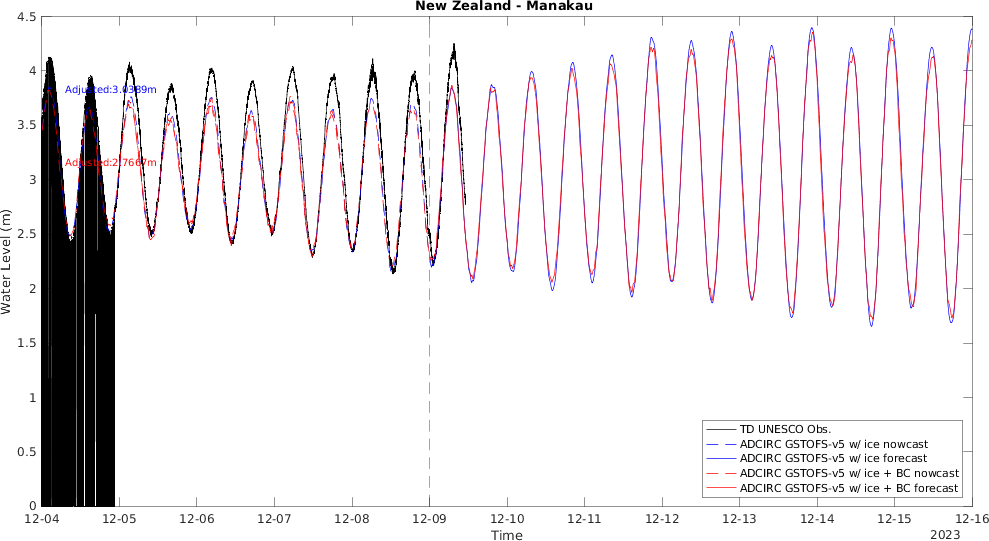 New Zealand - Manakau
4.5
4
3.5
3
2.5
2
1.5
1
0.5
0
Water Level (m)
Adjusted:3.0389m
Adjusted:2.7667m
TD UNESCO Obs.
ADCIRC GSTOFS-v5 w/ ice nowcast
ADCIRC GSTOFS-v5 w/ ice forecast
ADCIRC GSTOFS-v5 w/ ice + BC nowcast
ADCIRC GSTOFS-v5 w/ ice + BC forecast
12-04 12-05 12-06 12-07 12-08 12-09 12-10 12-11 12-12 12-13 12-14 12-15 12-16
Time
2023